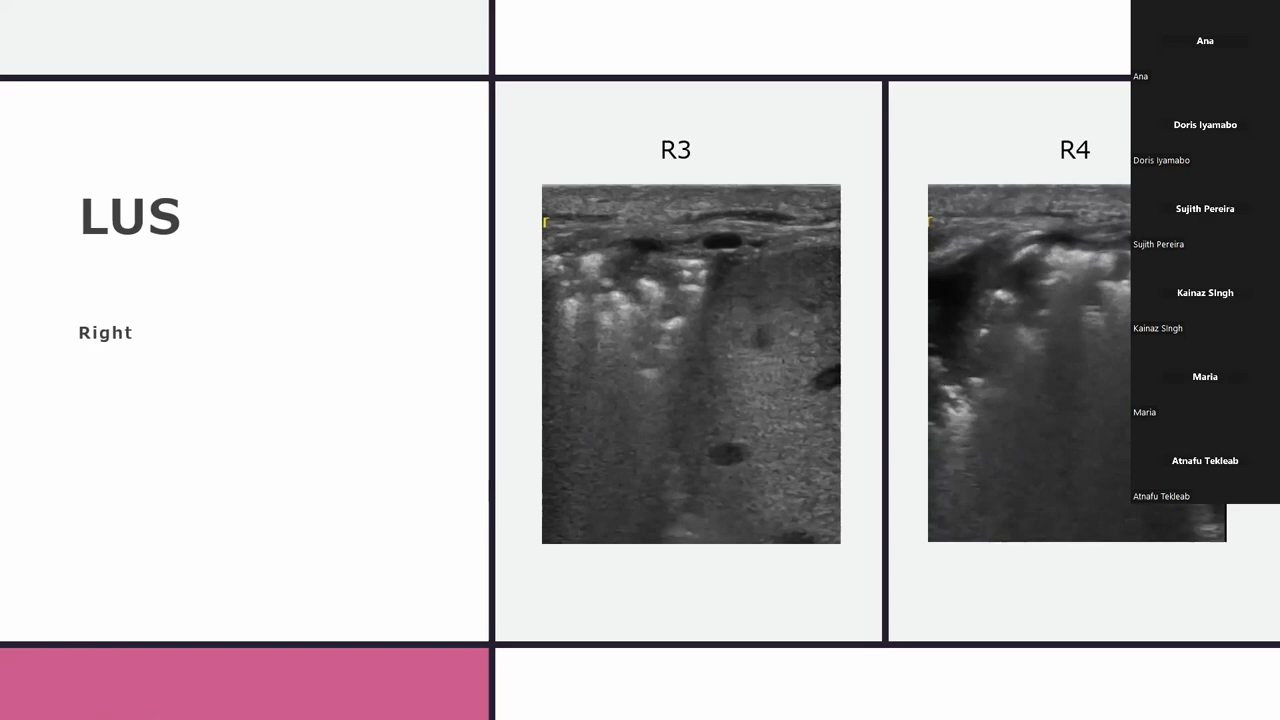 LUS
Right
R3
R4
Ana
Ana
Doris Iyamabo
Doris Iyamabo
Sujith Pereira
Sujith Pereira
Kainaz SIngh
Kainaz SIngh
Maria
Maria
Atnafu Tekleab
Atnafu Tekleab